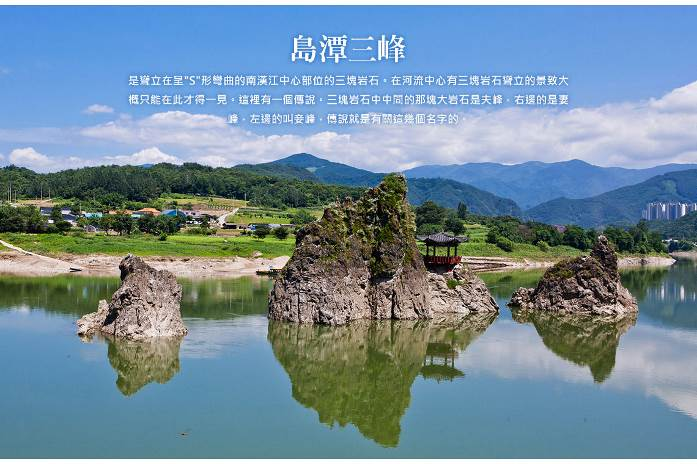 島潭三峰
是聳立在呈"S"形彎曲的南漢江中心部位的三塊岩石。在河流中心有三塊岩石聳立的景致大
概只能在此才得一見。這裡有一個傳說，三塊岩石中中間的那塊大岩石是夫峰，右邊的是妻
峰，左邊的叫妾峰，傳說就是有關這幾個名字的。